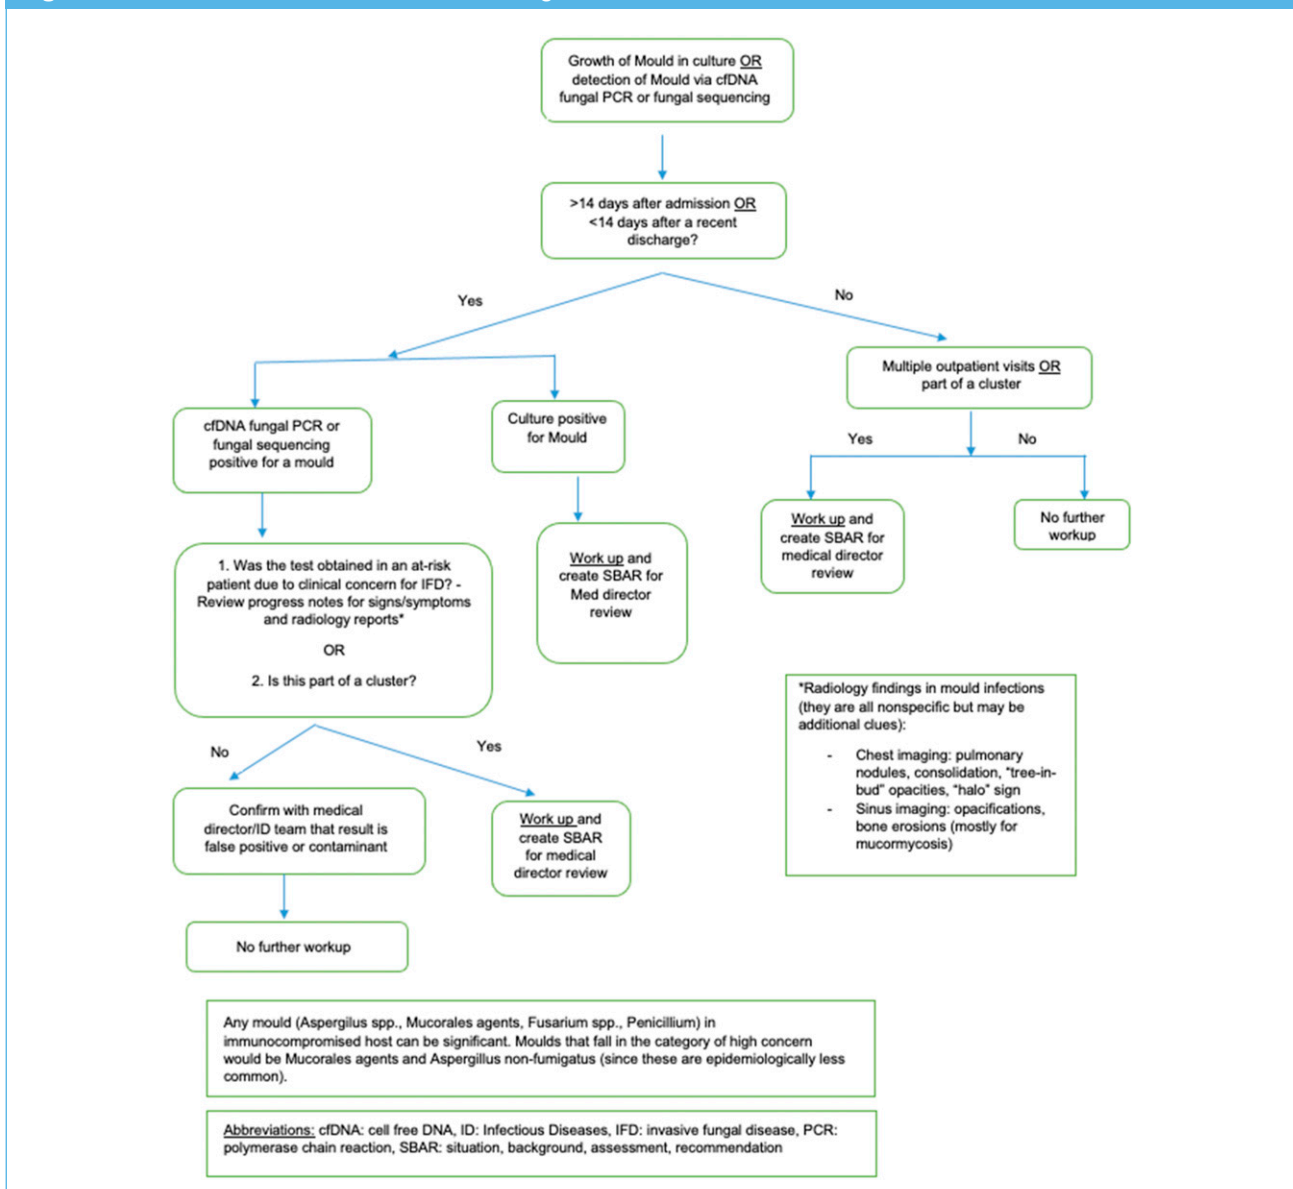 Growth of Mould in culture OR
detection of Mould via cfDNA
fungal PCR or fungal sequencing
>14 days after admission OR
<14 days after a recent
discharge?
Yes
No
Multiple outpatient visits OR
part of a cluster
cfDNA fungal PCR or
fungal sequencing
positive for a mould
Culture positive
for Mould
Yes
No
Work up and
create SBAR for
medical director
review
No further
workup
1. Was the test obtained in an at-risk
patient due to clinical concern for IFD? -
Review progress notes for signs/symptoms
and radiology reports*
OR
2. Is this part of a cluster?
Work up and
create SBAR for
Med director
review
*Radiology findings in mould infections
(they are all nonspecific but may be
additional clues):
- Chest imaging: pulmonary
nodules, consolidation, “tree-in-
bud” opacities, “halo” sign
- Sinus imaging: opacifications,
bone erosions (mostly for
mucormycosis)
No
Yes
Confirm with medical
director/ID team that result is
false positive or contaminant
Work up and
create SBAR
for medical
director review
No further workup
Any mould (Aspergilus spp., Mucorales agents, Fusarium spp., Penicillium) in
immunocompromised host can be significant. Moulds that fall in the category of high concern
would be Mucorales agents and Aspergillus non-fumigatus (since these are epidemiologically less
common).
Abbreviations: cfDNA: cell free DNA, ID: Infectious Diseases, IFD: invasive fungal disease, PCR:
polymerase chain reaction, SBAR: situation, background, assessment, recommendation